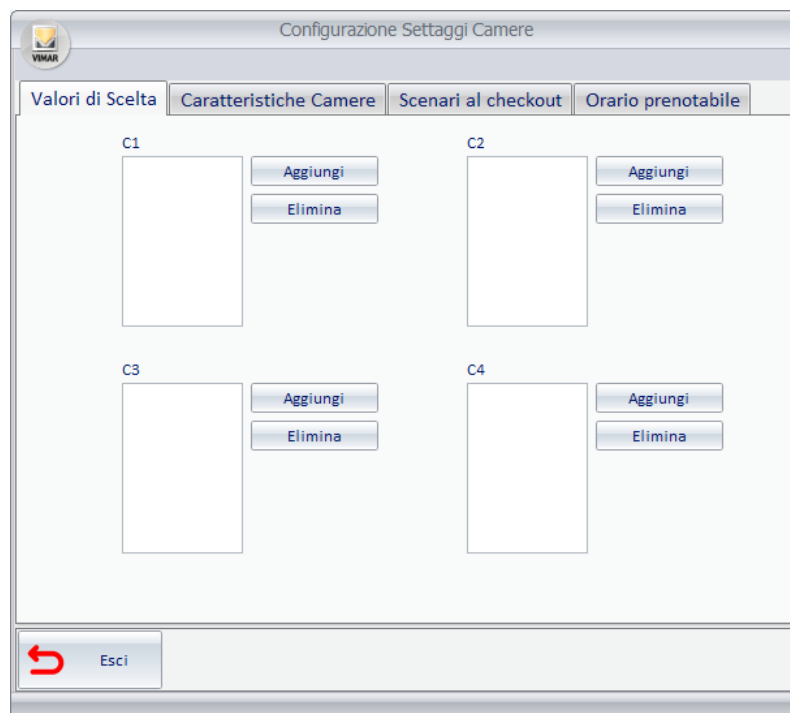 Configurazione Settaggi Camere
VIMAR
Valori di Scelta Caratteristiche Camere Scenari al checkout Orario prenotabile
C1 C2
Aggiungi Aggiungi
Elimina Elimina
C3 C4
Aggiungi Aggiungi
Elimina Elimina
Esci